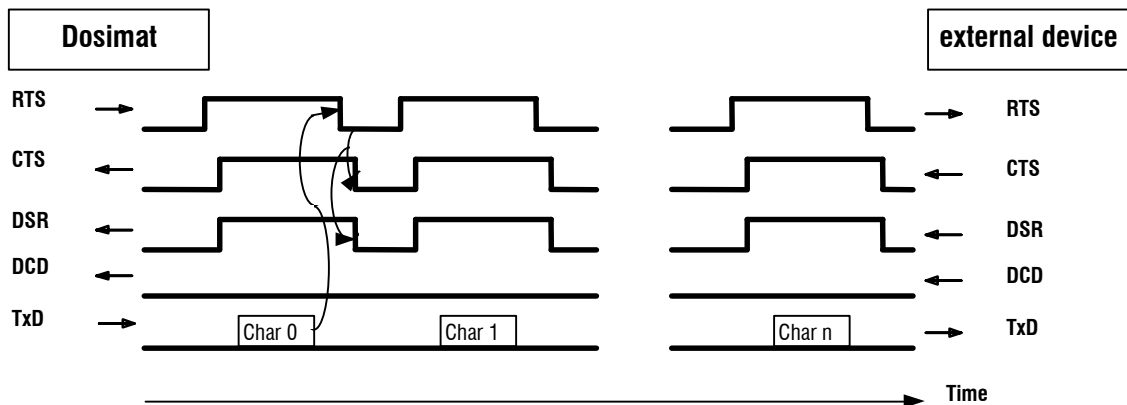 Dosimat
external device
RTS
RTS
CTS
CTS
DSR
DSR
DCD
DCD
TxD
Char 0
Char 1
Char n
TxD
Time